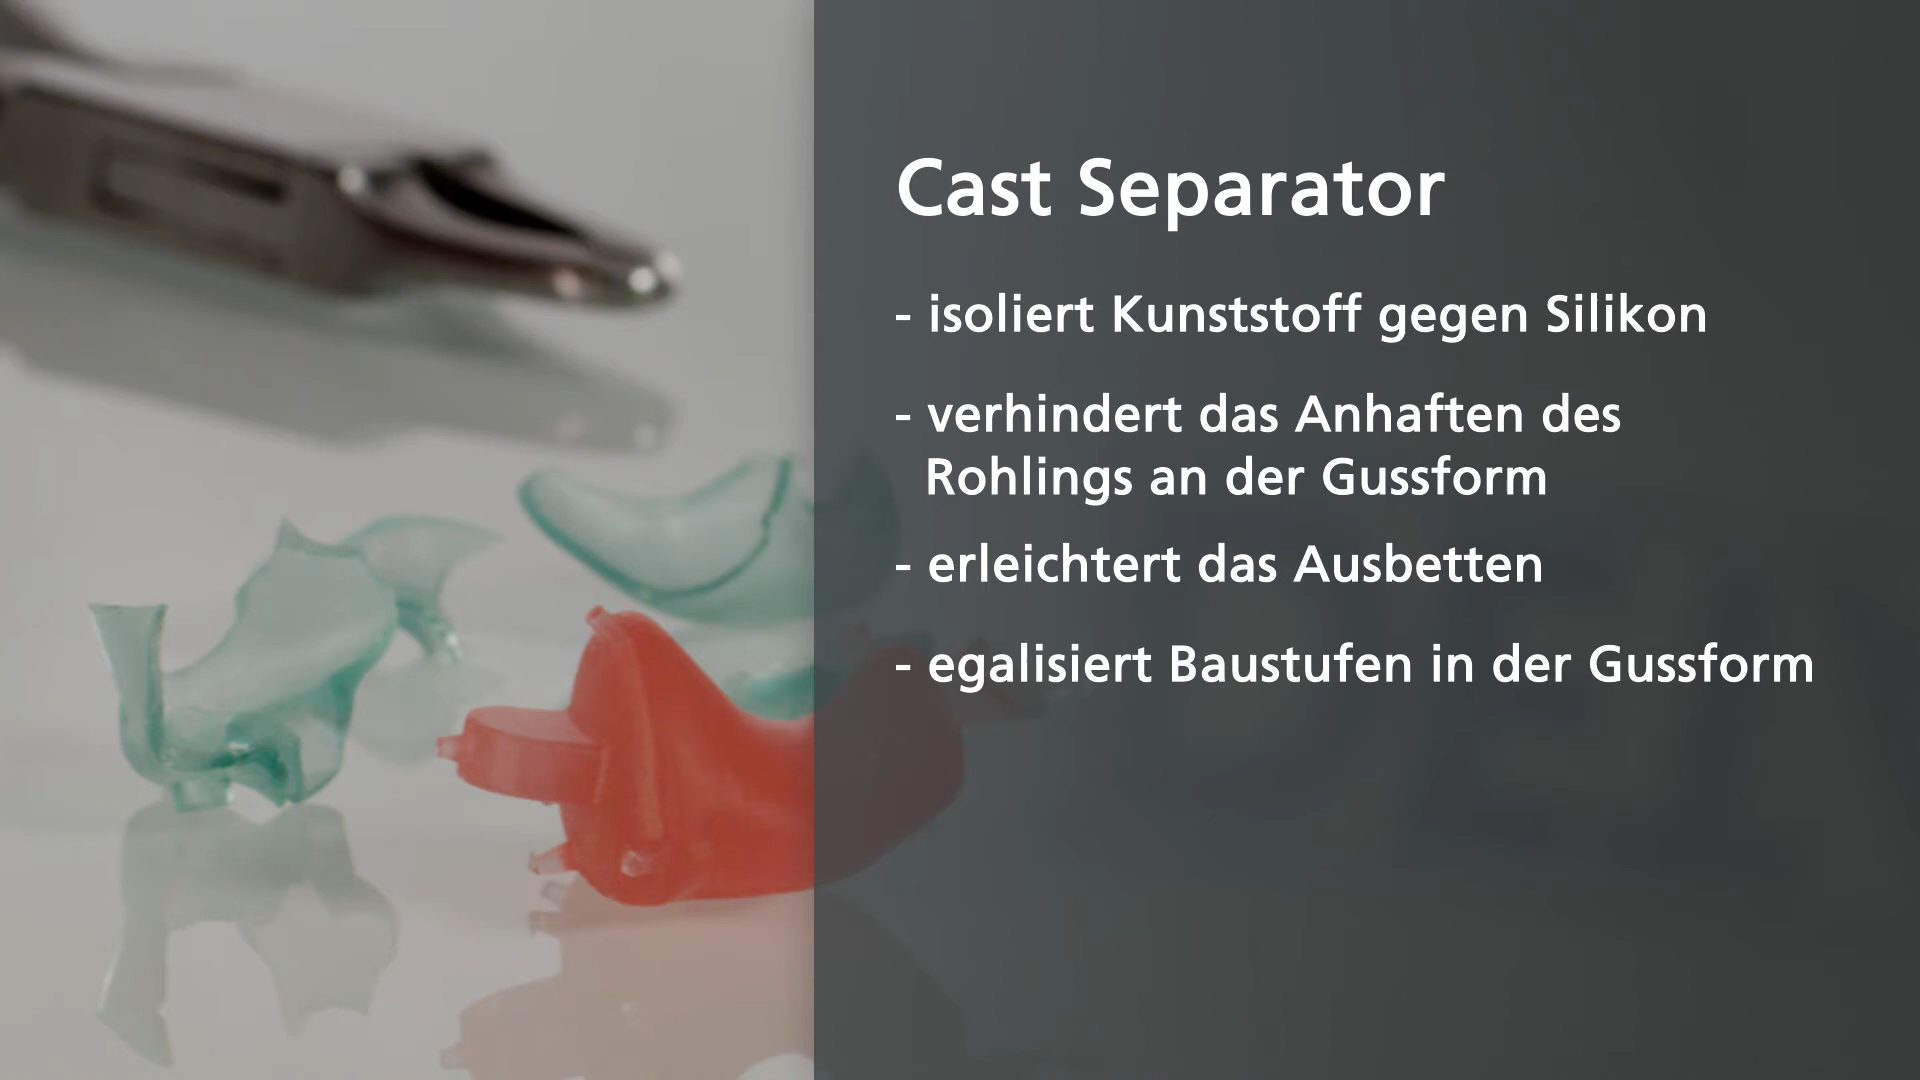 Cast Separator
- isoliert Kunststoff gegen Silikon
- verhindert das Anhaften des
Rohlings an der Gussform
- erleichtert das Ausbetten
- egalisiert Baustufen in der Gussform